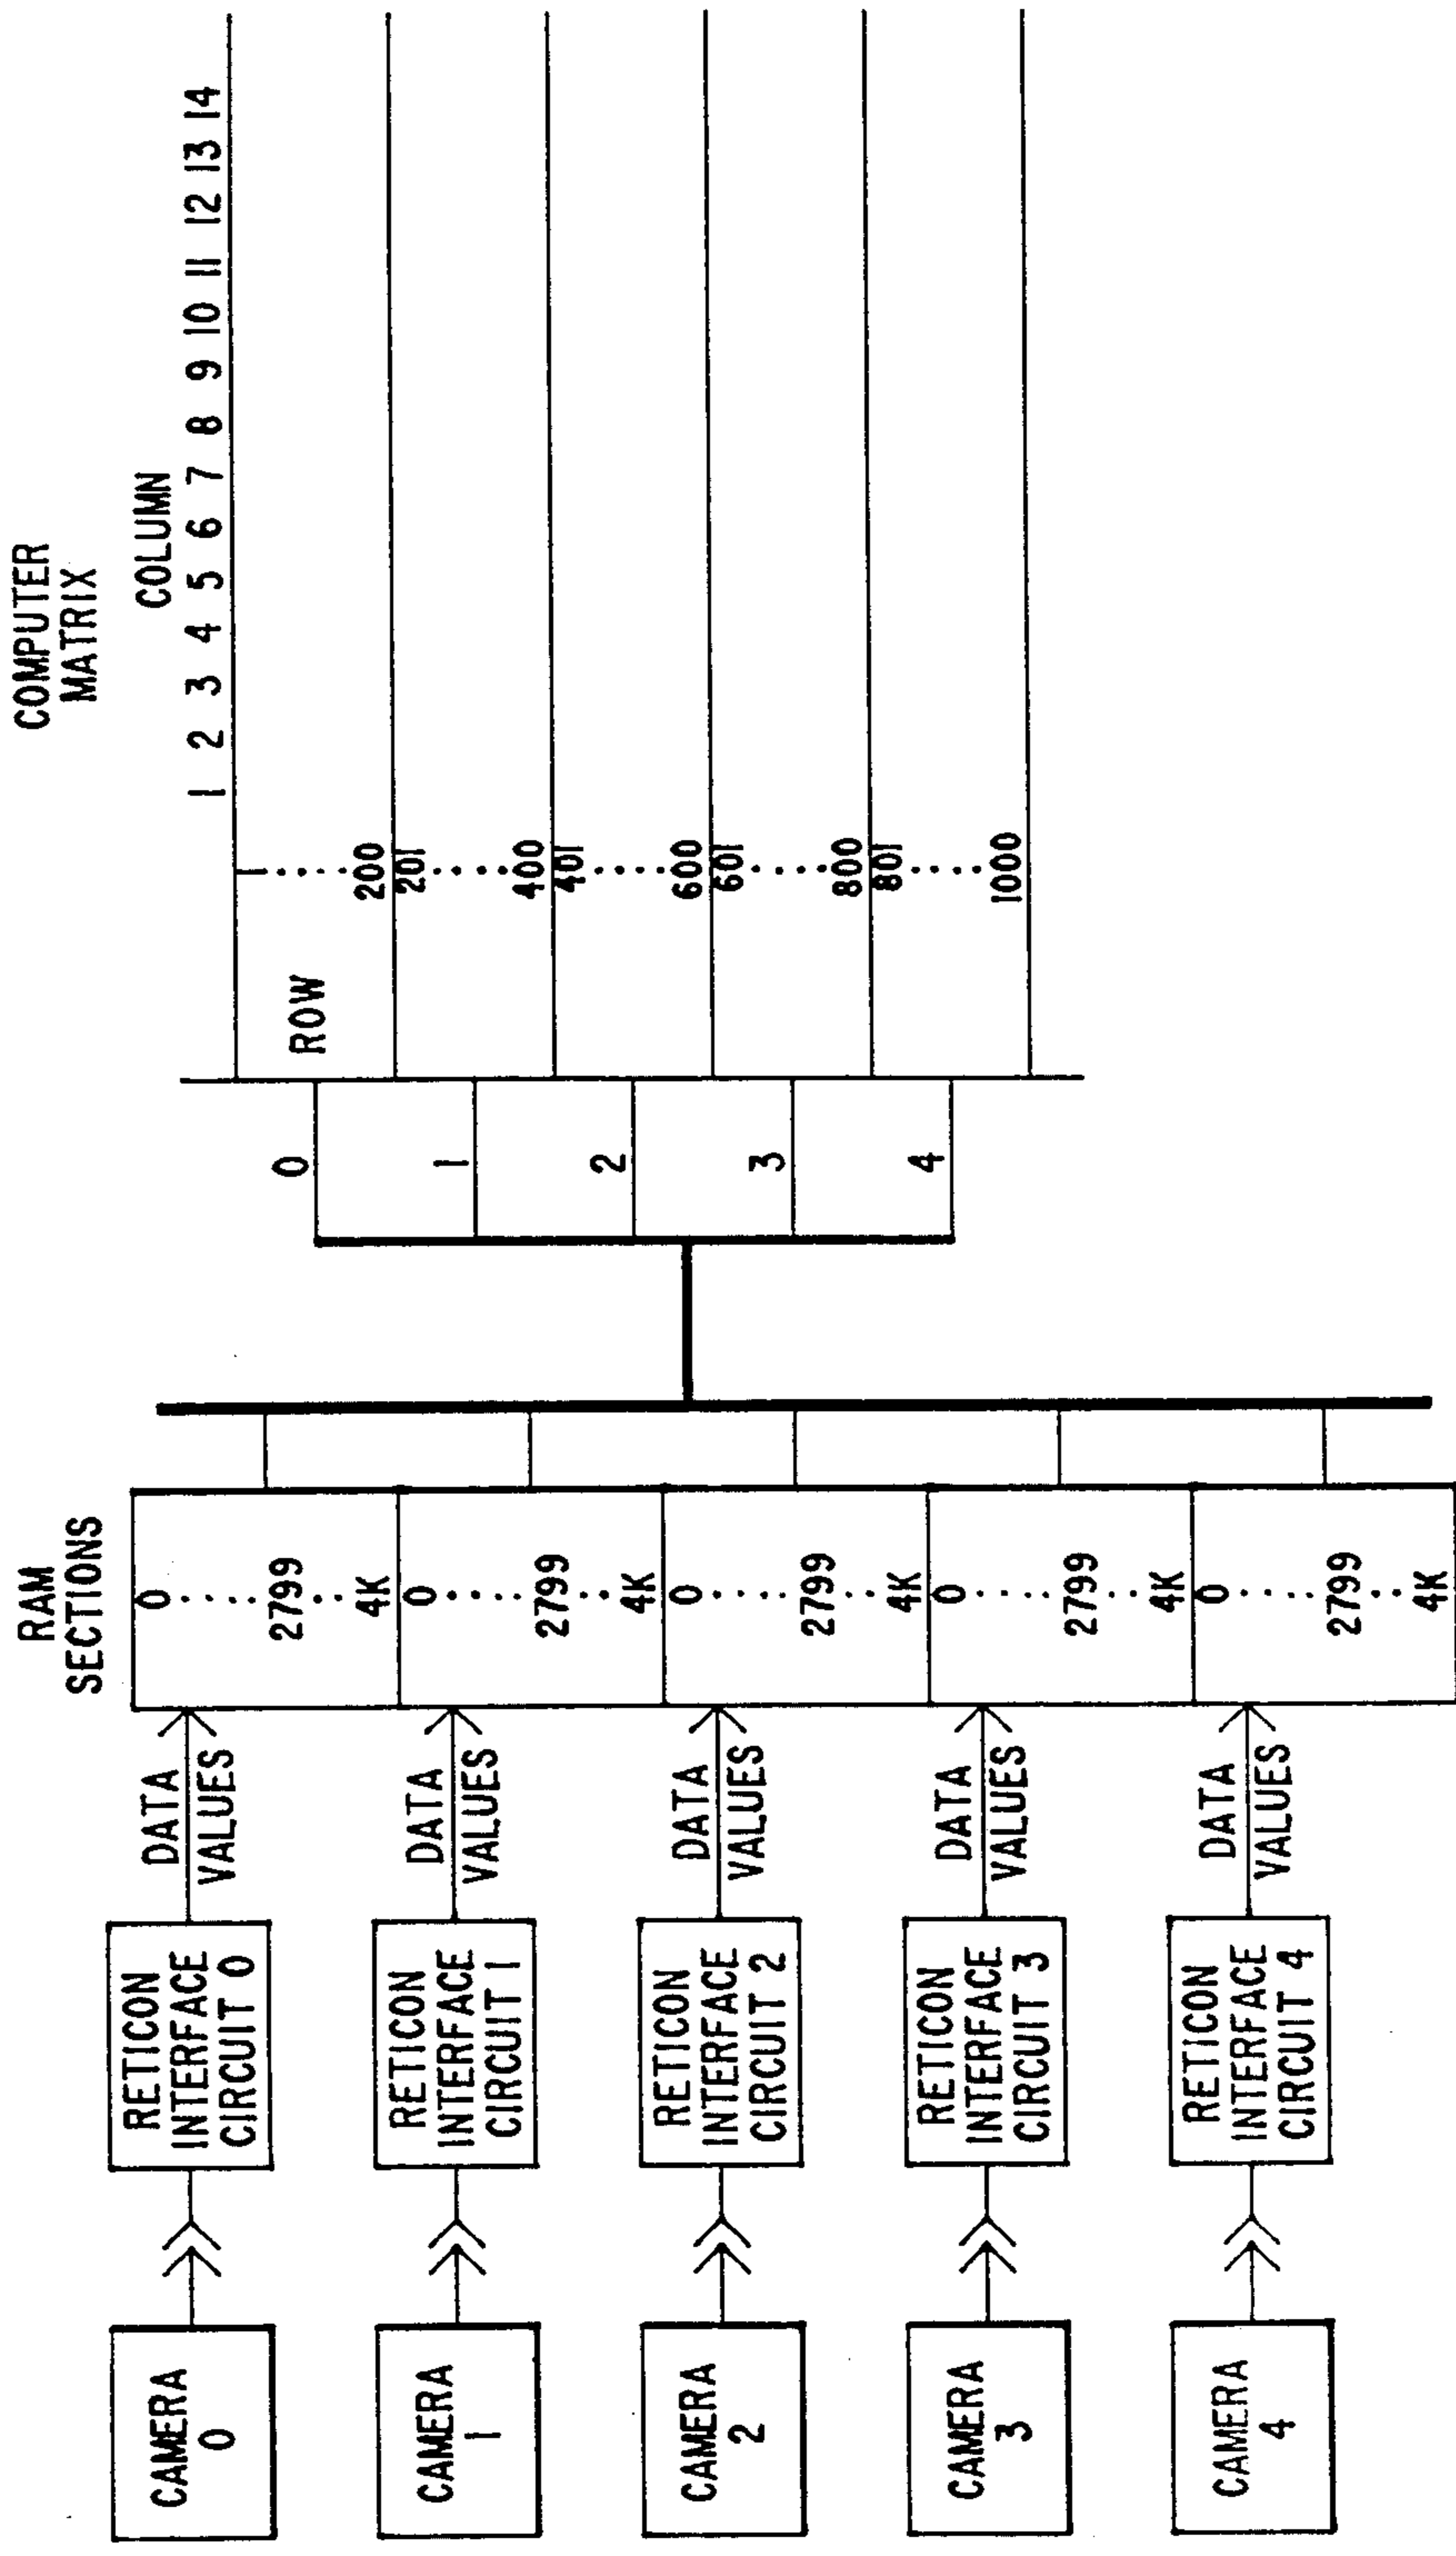 RAM
SECTIONS
COMPUTER
MATRIX
COLUMN
1 2 3 4 5 6 7 8 9 10 11 12 13 14
CAMERA
0
RETICON
INTERFACE
CIRCUIT 0
DATA
VALUES
0
2799
4K
CAMERA
1
RETICON
INTERFACE
CIRCUIT 1
DATA
VALUES
0
2799
4K
CAMERA
2
RETICON
INTERFACE
CIRCUIT 2
DATA
VALUES
0
2799
4K
CAMERA
3
RETICON
INTERFACE
CIRCUIT 3
DATA
VALUES
0
2799
4K
CAMERA
4
RETICON
INTERFACE
CIRCUIT 4
DATA
VALUES
0
2799
4K
0
1
2
3
4
ROW
1
200
201
400
401
600
601
800
801
1000